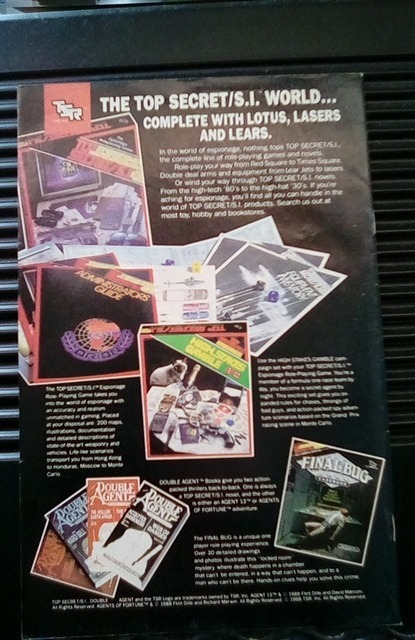 TSR
THE TOP SECRET/S.I. WORLD...
COMPLETE WITH LOTUS, LASERS
AND LEARS.
In the world of espionage, nothing tops TOP SECRET/S.I.,
the complete line of role-playing games and novels.
Role-play your way from Red Square to Times Square.
Double deal arms and equipment from Lear Jets to lasers.
Or wind your way through TOP SECRET/S.I. novels.
From the high-tech '80's to the high-hat '30's. If you're
aching for espionage, you'll find all you can handle in the
world of TOP SECRET/S.I. products. Search us out at
most toy, hobby and bookstores.
ADMINISTRATOR'S
GUIDE
ORION
HIGH STAKES
GAMBLE
The TOP SECRET/S.I.™ Espionage
Role-Playing Game takes you
into the world of espionage with
an accuracy and realism
unmatched in gaming. Placed
at your disposal are 200 maps,
illustrations, documentation
and detailed descriptions of
state-of-the-art weaponry and
vehicles. Life-like scenarios
transport you from Hong Kong
to Honduras, Moscow to Monte
Carlo.
Use the HIGH STAKES GAMBLE cam-
paign set with your TOP SECRET/S.I.™
Espionage Role-Playing Game. You're a
member of a formula one race team by
day, you become a secret agent by
night. This exciting set gives you ex-
panded rules for chases, throngs of
bad guys, and action-packed spy adven-
ture scenarios based on the Grand Prix
racing scene in Monte Carlo.
DOUBLE
AGENT
DOUBLE
AGENT
DOUBLE
AGENT
DOUBLE AGENT™ Books give you two action-
packed thrillers back-to-back. One is always
a TOP SECRET/S.I. novel, and the other
is either an AGENT 13™ or AGENTS
OF FORTUNE™ adventure.
FINAL BUG
The FINAL BUG is a unique one
player role-playing experience.
Over 30 detailed drawings
and photos illustrate this "locked room"
mystery where death happens in a chamber
that can't be entered, in a way that can't happen, and to a
man who can't be there. Hands-on clues help you solve this crime.
TOP SECRET/S.I., DOUBLE AGENT and the TSR Logo are trademarks owned by TSR, Inc. AGENT 13™ & © 1988 Flint Dille and David Marconi.
All Rights Reserved. AGENTS OF FORTUNE™ & © 1988 Flint Dille and Richard Merwin. All Rights Reserved. © 1988 TSR, Inc. All Rights Reserved.